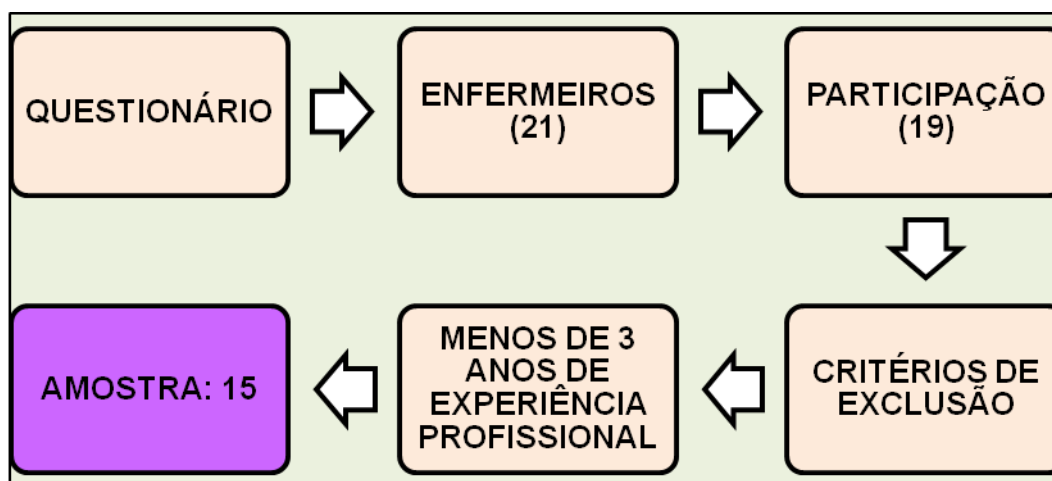 QUESTIONÁRIO
ENFERMEIROS
(21)
PARTICIPAÇÃO
(19)
CRITÉRIOS DE
EXCLUSÃO
MENOS DE 3
ANOS DE
EXPERIÊNCIA
PROFISSIONAL
AMOSTRA: 15